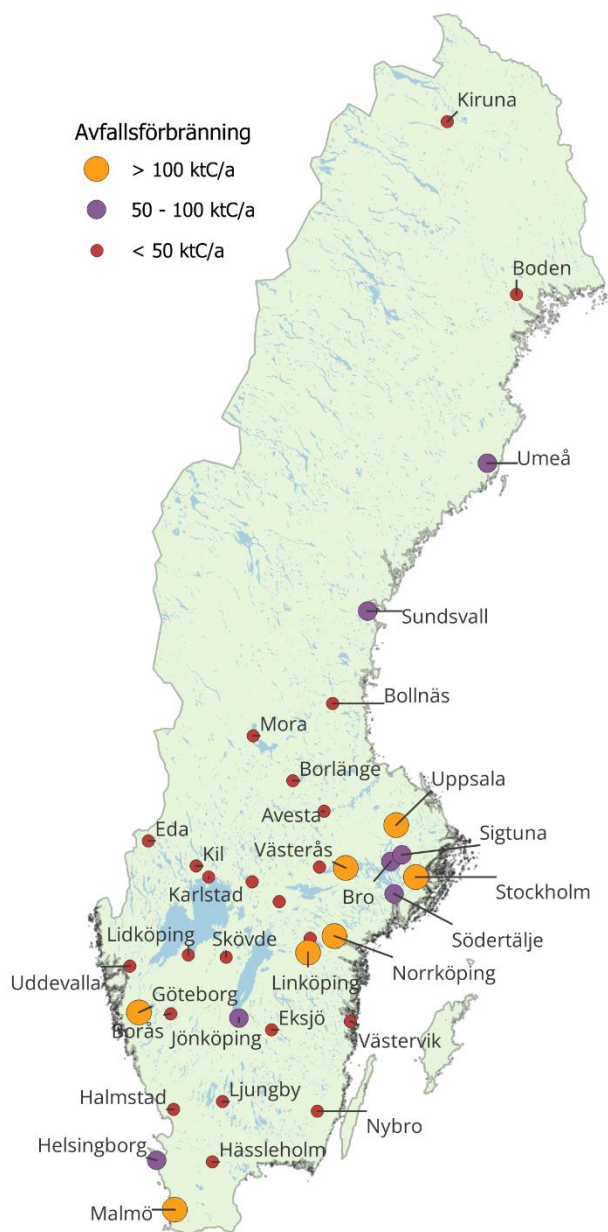 Kiruna
Avfallsförbränning
> 100 ktC/a
50 - 100 ktC/a
< 50 ktC/a
Boden
Umeå
Sundsvall
Bollnäs
Mora
Borlänge
Uppsala
Avesta
Sigtuna
Eda
Västerås
Kil
Karlstad
Bro
Stockholm
Södertälje
Lidköping
Skövde
Norrköping
Linköping
Uddevalla
Göteborg
Borås
Jönköping
Eksjö
Västervik
Ljungby
Halmstad
Nybro
Helsingborg
Hässleholm
Malmö